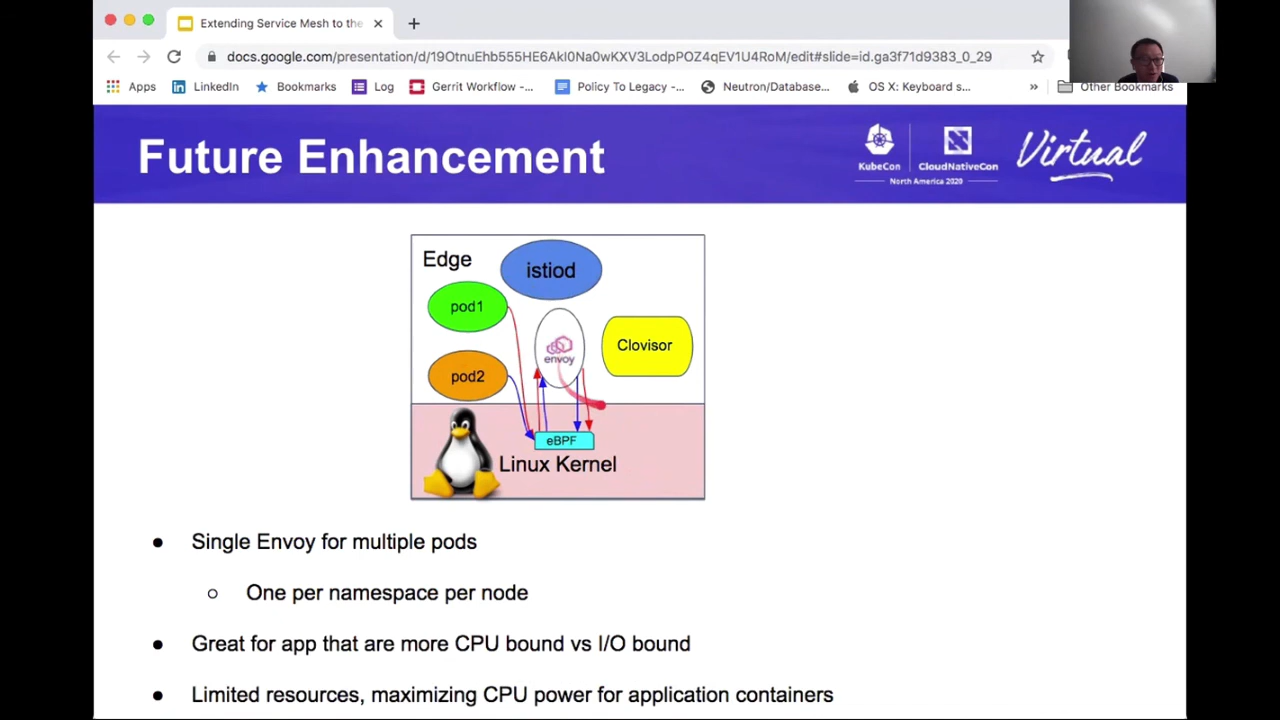 Extending Service Mesh to the
docs.google.com/presentation/d/19OtnuEhb555HE6AkI0Na0wKXV3LodpPOZ4qEV1U4RoM/edit#slide=id.ga3f71d9383_0_29
Apps LinkedIn Bookmarks Log Gerrit Workflow -... Policy To Legacy -... Neutron/Database... OS X: Keyboard s... » Other Bookmarks
Future Enhancement
KubeCon CloudNativeCon Virtual
North America 2020
Edge
istiod
pod1
envoy
Clovisor
pod2
eBPF
Linux Kernel
● Single Envoy for multiple pods
○ One per namespace per node
● Great for app that are more CPU bound vs I/O bound
● Limited resources, maximizing CPU power for application containers